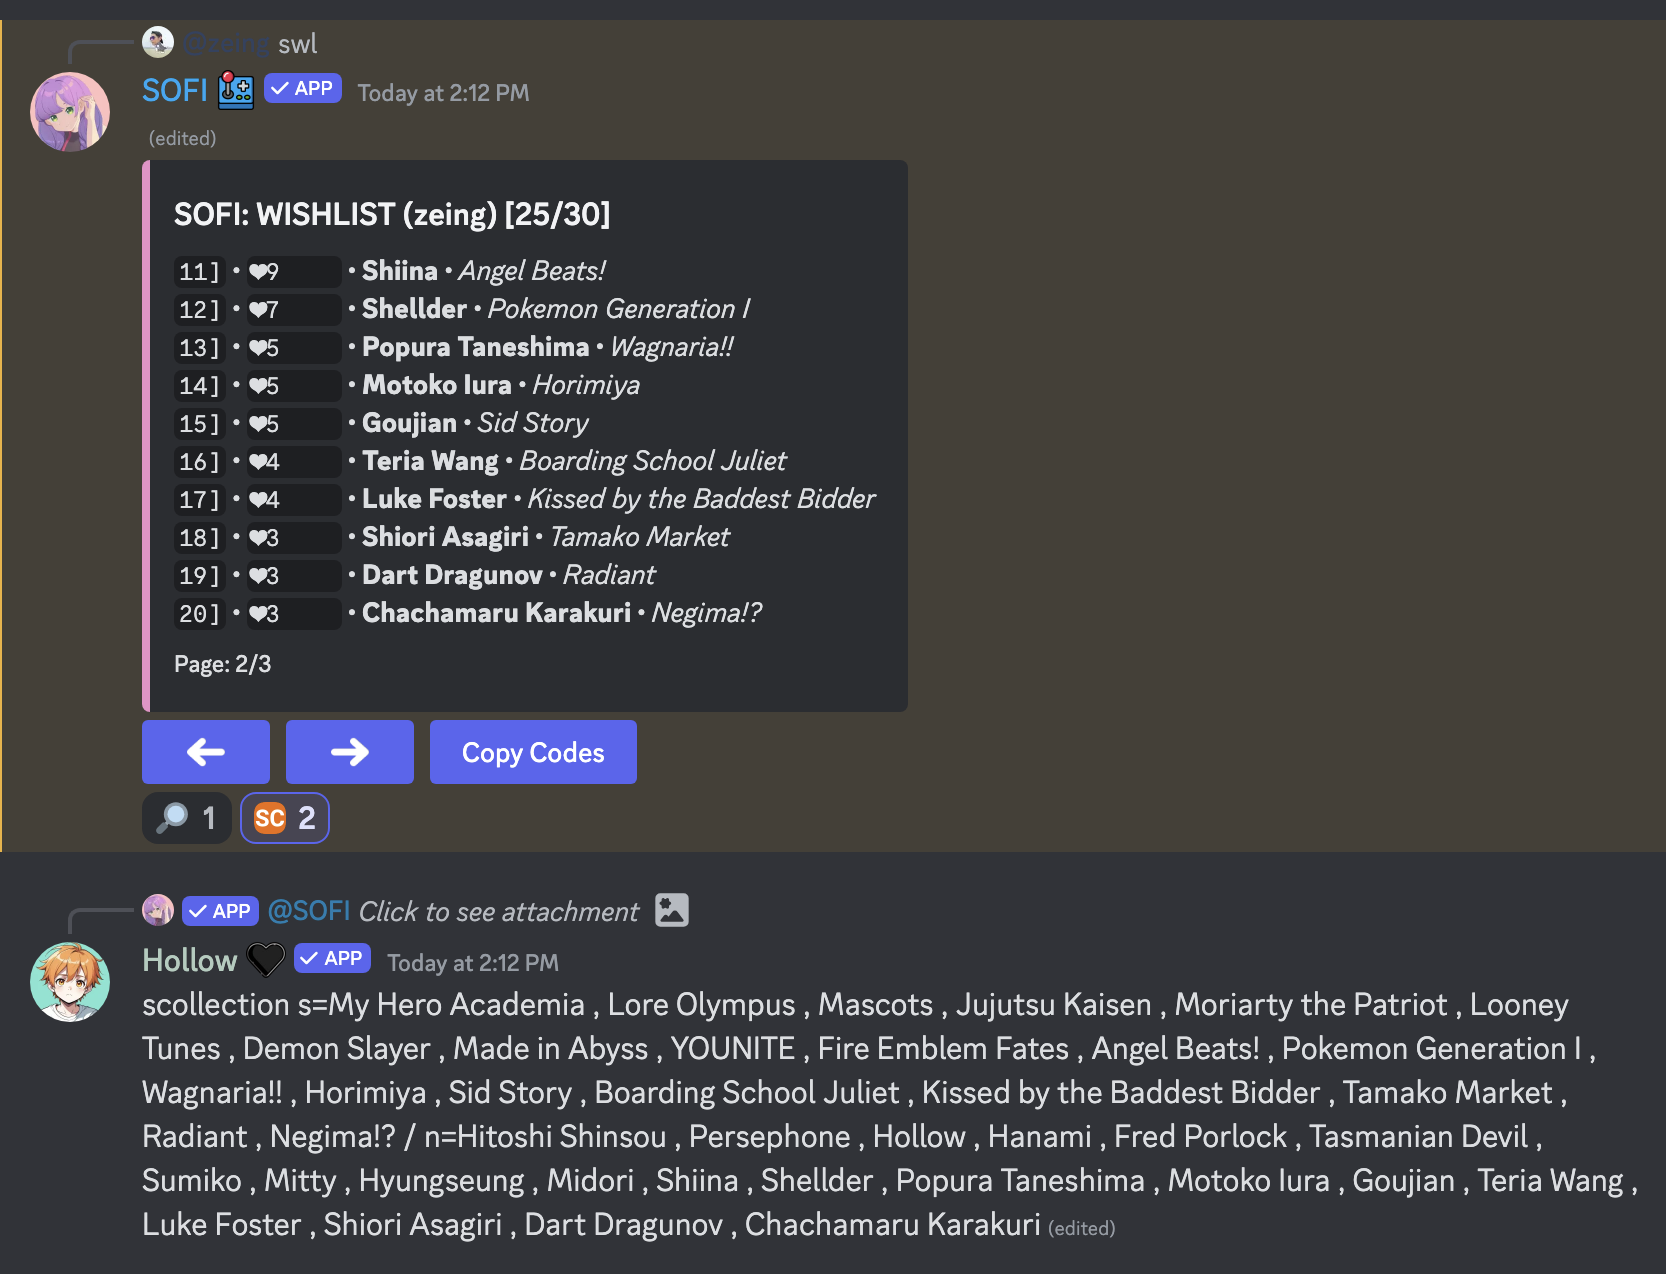 @zeing swl
SOFI APP Today at 2:12 PM
(edited)
SOFI: WISHLIST (zeing) [25/30]
11] • ♥9 • Shiina • Angel Beats!
12] • ♥7 • Shellder • Pokemon Generation I
13] • ♥5 • Popura Taneshima • Wagnaria!!
14] • ♥5 • Motoko Iura • Horimiya
15] • ♥5 • Goujian • Sid Story
16] • ♥4 • Teria Wang • Boarding School Juliet
17] • ♥4 • Luke Foster • Kissed by the Baddest Bidder
18] • ♥3 • Shiori Asagiri • Tamako Market
19] • ♥3 • Dart Dragunov • Radiant
20] • ♥3 • Chachamaru Karakuri • Negima!?
Page: 2/3
Copy Codes
1 SC 2
APP @SOFI Click to see attachment
Hollow APP Today at 2:12 PM
scollection s=My Hero Academia , Lore Olympus , Mascots , Jujutsu Kaisen , Moriarty the Patriot , Looney
Tunes , Demon Slayer , Made in Abyss , YOUNITE , Fire Emblem Fates , Angel Beats! , Pokemon Generation I ,
Wagnaria!! , Horimiya , Sid Story , Boarding School Juliet , Kissed by the Baddest Bidder , Tamako Market ,
Radiant , Negima!? / n=Hitoshi Shinsou , Persephone , Hollow , Hanami , Fred Porlock , Tasmanian Devil ,
Sumiko , Mitty , Hyungseung , Midori , Shiina , Shellder , Popura Taneshima , Motoko Iura , Goujian , Teria Wang ,
Luke Foster , Shiori Asagiri , Dart Dragunov , Chachamaru Karakuri (edited)